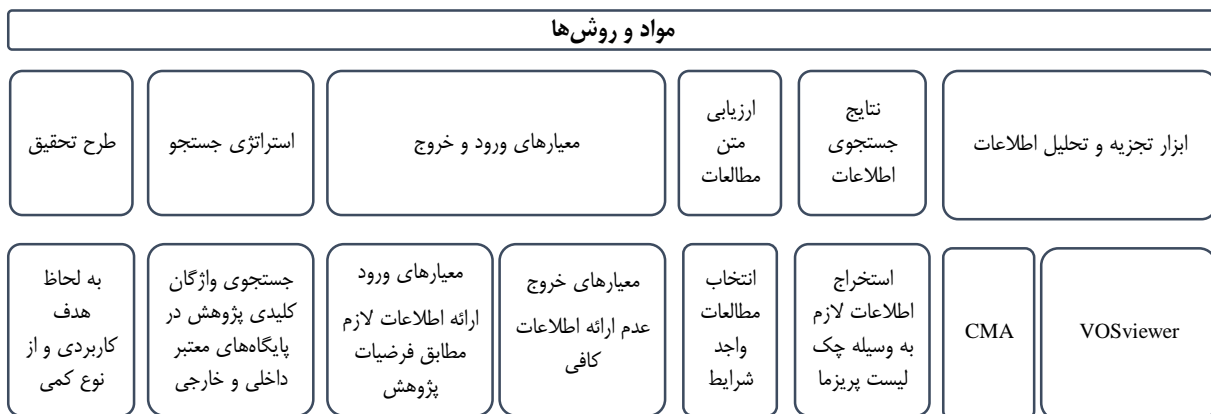 مواد و روش‌ها
ابزار تجزیه و تحلیل اطلاعات
نتایج
جستجوی
اطلاعات
ارزیابی
متن
مطالعات
معیارهای ورود و خروج
استراتژی جستجو
طرح تحقیق
VOSviewer
CMA
استخراج
اطلاعات لازم
به وسیله چک
لیست پریزما
انتخاب
مطالعات
واجد
شرایط
معیارهای خروج
عدم ارائه اطلاعات
کافی
معیارهای ورود
ارائه اطلاعات لازم
مطابق فرضیات
پژوهش
جستجوی واژگان
کلیدی پژوهش در
پایگاه‌های معتبر
داخلی و خارجی
به لحاظ
هدف
کاربردی و از
نوع کمی